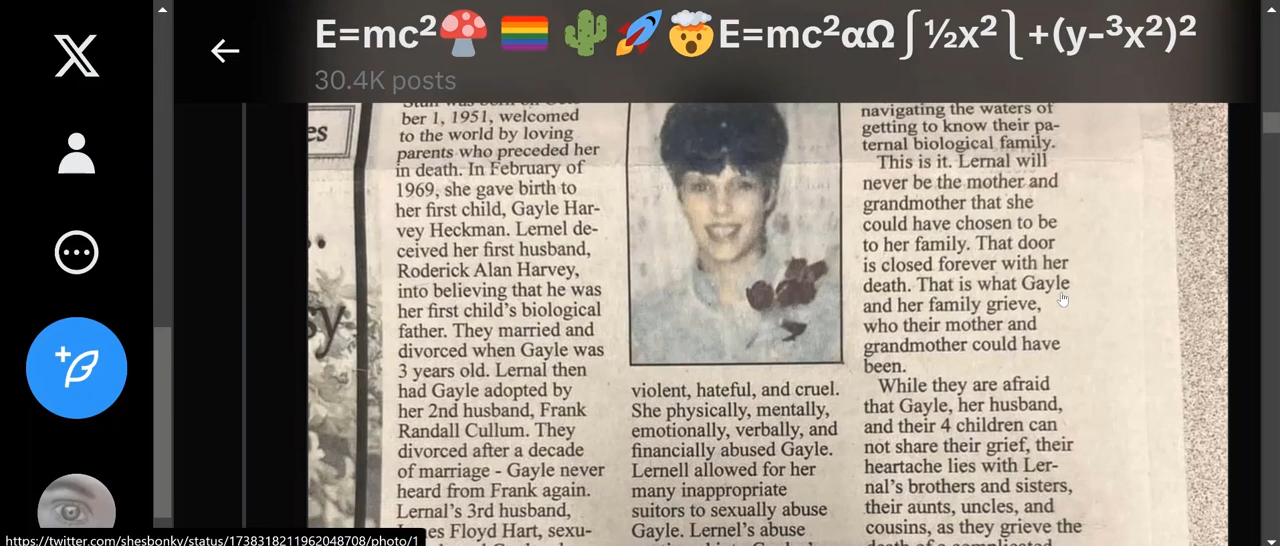 E=mc²🍄 🏳️‍🌈 🌵🚀🤯E=mc²αΩ⌠½x²⎱+(y-³x²)²
30.4K posts
es
ber 1, 1951, welcomed
to the world by loving
parents who preceded her
in death. In February of
1969, she gave birth to
her first child, Gayle Har-
vey Heckman. Lernel de-
ceived her first husband,
Roderick Alan Harvey,
into believing that he was
her first child's biological
father. They married and
divorced when Gayle was
3 years old. Lernal then
had Gayle adopted by
her 2nd husband, Frank
Randall Cullum. They
divorced after a decade
of marriage - Gayle never
heard from Frank again.
Lernal's 3rd husband,
Floyd Hart, sexu-
violent, hateful, and cruel.
She physically, mentally,
emotionally, verbally, and
financially abused Gayle.
Lernell allowed for her
many inappropriate
suitors to sexually abuse
Gayle. Lernel's abuse
navigating the waters of
getting to know their pa-
ternal biological family.
This is it. Lernal will
never be the mother and
grandmother that she
could have chosen to be
to her family. That door
is closed forever with her
death. That is what Gayle
and her family grieve,
who their mother and
grandmother could have
been.
While they are afraid
that Gayle, her husband,
and their 4 children can
not share their grief, their
heartache lies with Ler-
nal's brothers and sisters,
their aunts, uncles, and
cousins, as they grieve the
https://twitter.com/shesbonky/status/1738318211962048708/photo/1